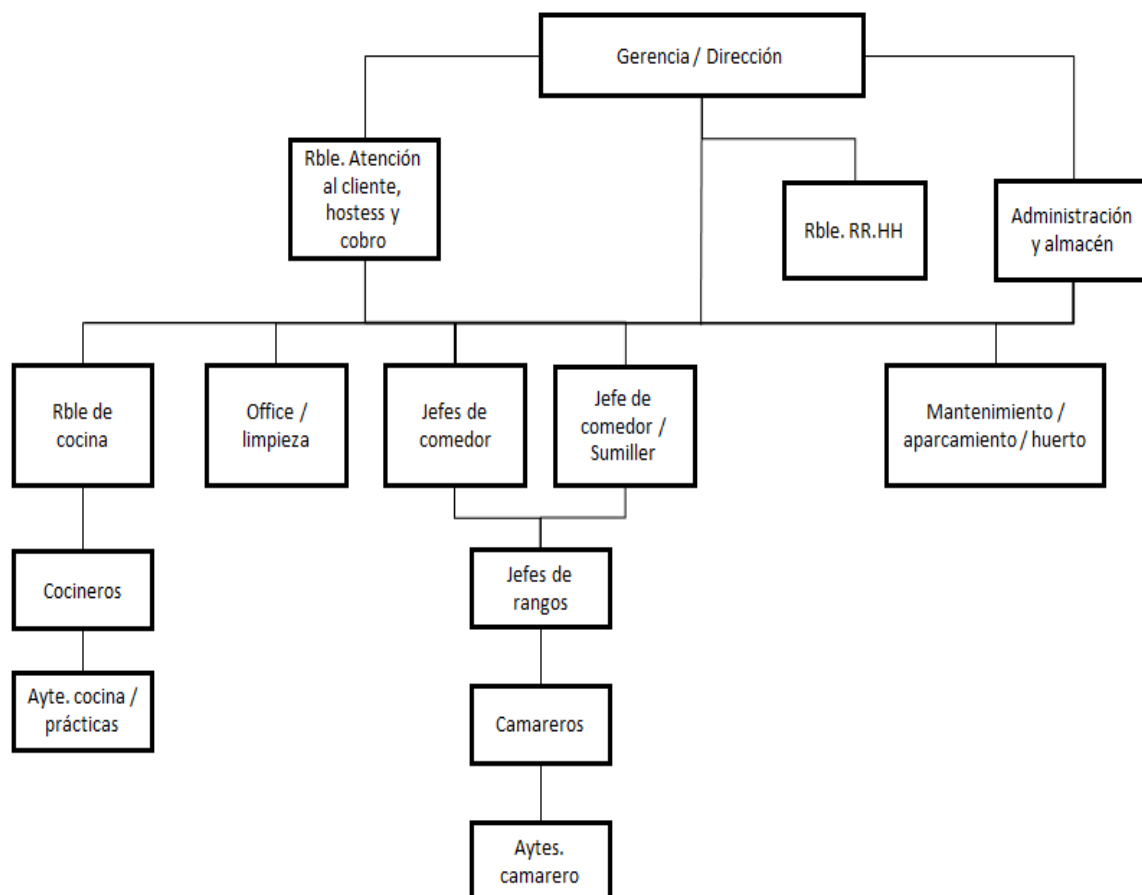 Gerencia / Dirección
Rble. Atención
al cliente,
hostess y
cobro
Rble. RR.HH
Administración
y almacén
Rble de
cocina
Office /
limpieza
Jefes de
comedor
Jefe de
comedor /
Sumiller
Mantenimiento /
aparcamiento / huerto
Cocineros
Jefes de
rangos
Ayte. cocina /
prácticas
Camareros
Aytes.
camarero